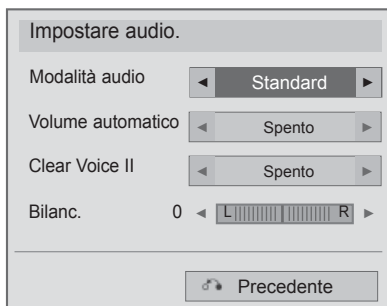 Impostare audio.
Modalità audio ◄ Standard ►
Volume automatico ◄ Spento ►
Clear Voice II ◄ Spento ►
Bilanc. 0 ◄ L R ►
Precedente